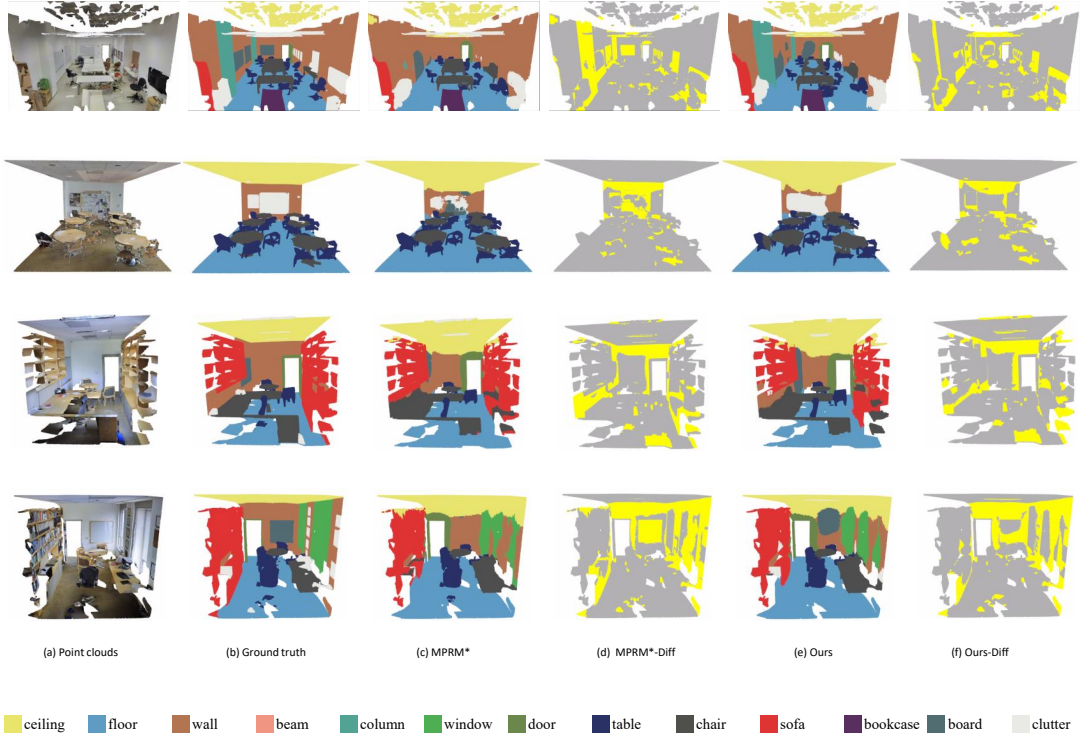 (a) Point clouds (b) Ground truth (c) MPRM* (d) MPRM*-Diff (e) Ours (f) Ours-Diff
ceiling floor wall beam column window door table chair sofa bookcase board clutter